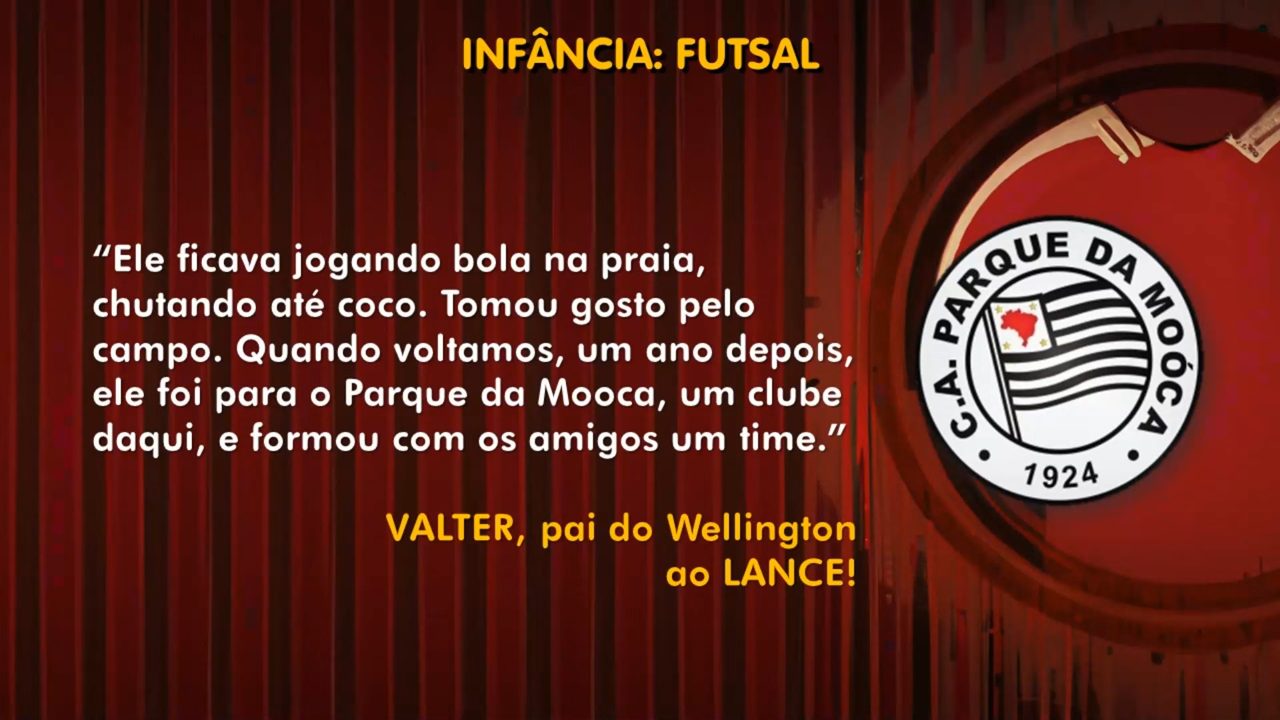 INFÂNCIA: FUTSAL
“Ele ficava jogando bola na praia,
chutando até coco. Tomou gosto pelo
campo. Quando voltamos, um ano depois,
ele foi para o Parque da Mooca, um clube
daqui, e formou com os amigos um time.”
VALTER, pai do Wellington
ao LANCE!
C.A. PARQUE DA MOÓCA
• 1924 •